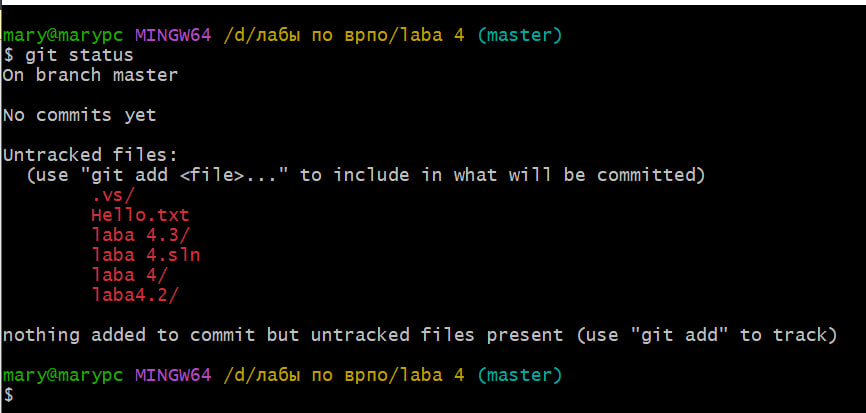 mary@marypc MINGW64 /d/лабы по врпо/laba 4 (master)
$ git status
On branch master
No commits yet
Untracked files:
(use "git add <file>..." to include in what will be committed)
.vs/
Hello.txt
laba 4.3/
laba 4.sln
laba 4/
laba4.2/
nothing added to commit but untracked files present (use "git add" to track)
mary@marypc MINGW64 /d/лабы по врпо/laba 4 (master)
$